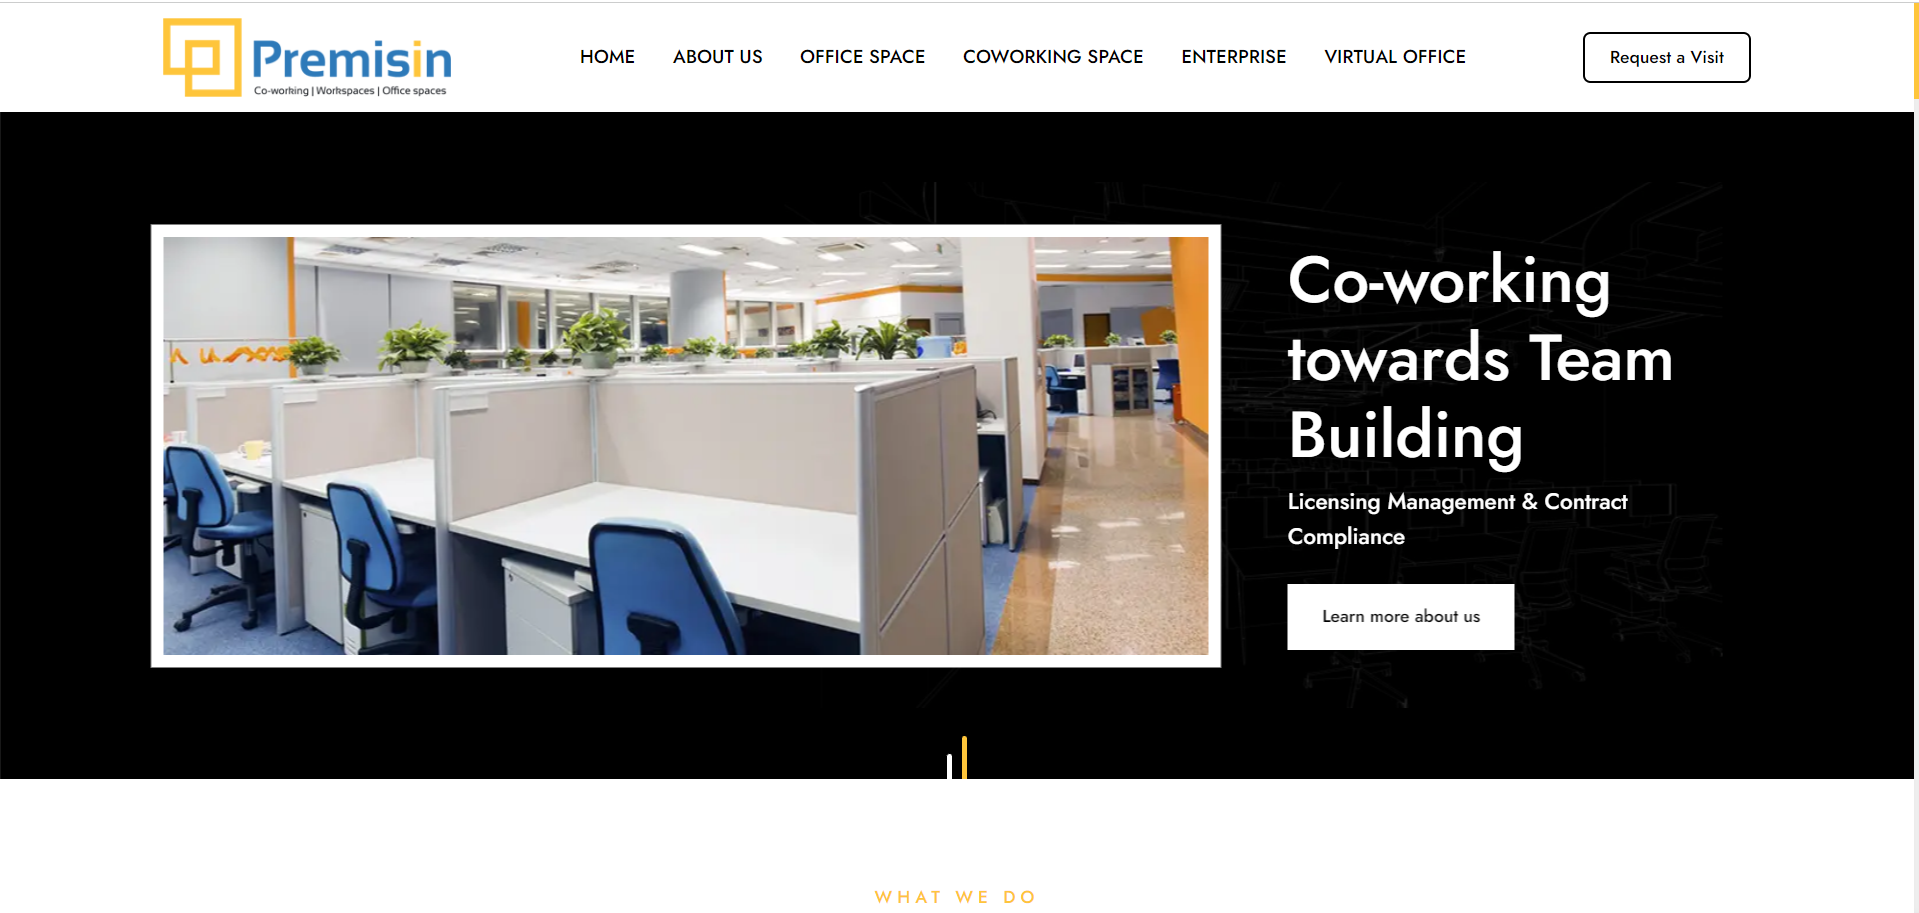 Premisin
Co-working | Workspaces | Office spaces
HOME ABOUT US OFFICE SPACE COWORKING SPACE ENTERPRISE VIRTUAL OFFICE
Request a Visit
Co-working
towards Team
Building
Licensing Management & Contract
Compliance
Learn more about us
WHAT WE DO